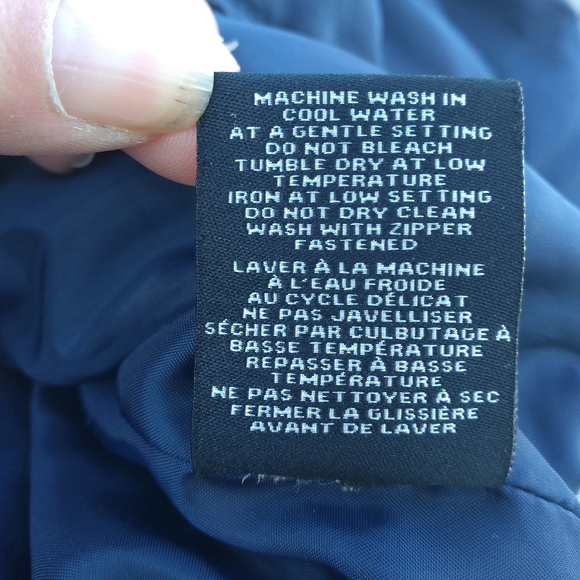 MACHINE WASH IN
COOL WATER
AT A GENTLE SETTING
DO NOT BLEACH
TUMBLE DRY AT LOW
TEMPERATURE
IRON AT LOW SETTING
DO NOT DRY CLEAN
WASH WITH ZIPPER
FASTENED
LAVER À LA MACHINE
À L'EAU FROIDE
AU CYCLE DÉLICAT
NE PAS JAVELLISER
SÉCHER PAR CULBUTAGE À
BASSE TEMPÉRATURE
REPASSER À BASSE
TEMPÉRATURE
NE PAS NETTOYER À SEC
FERMER LA GLISSIÈRE
AVANT DE LAVER